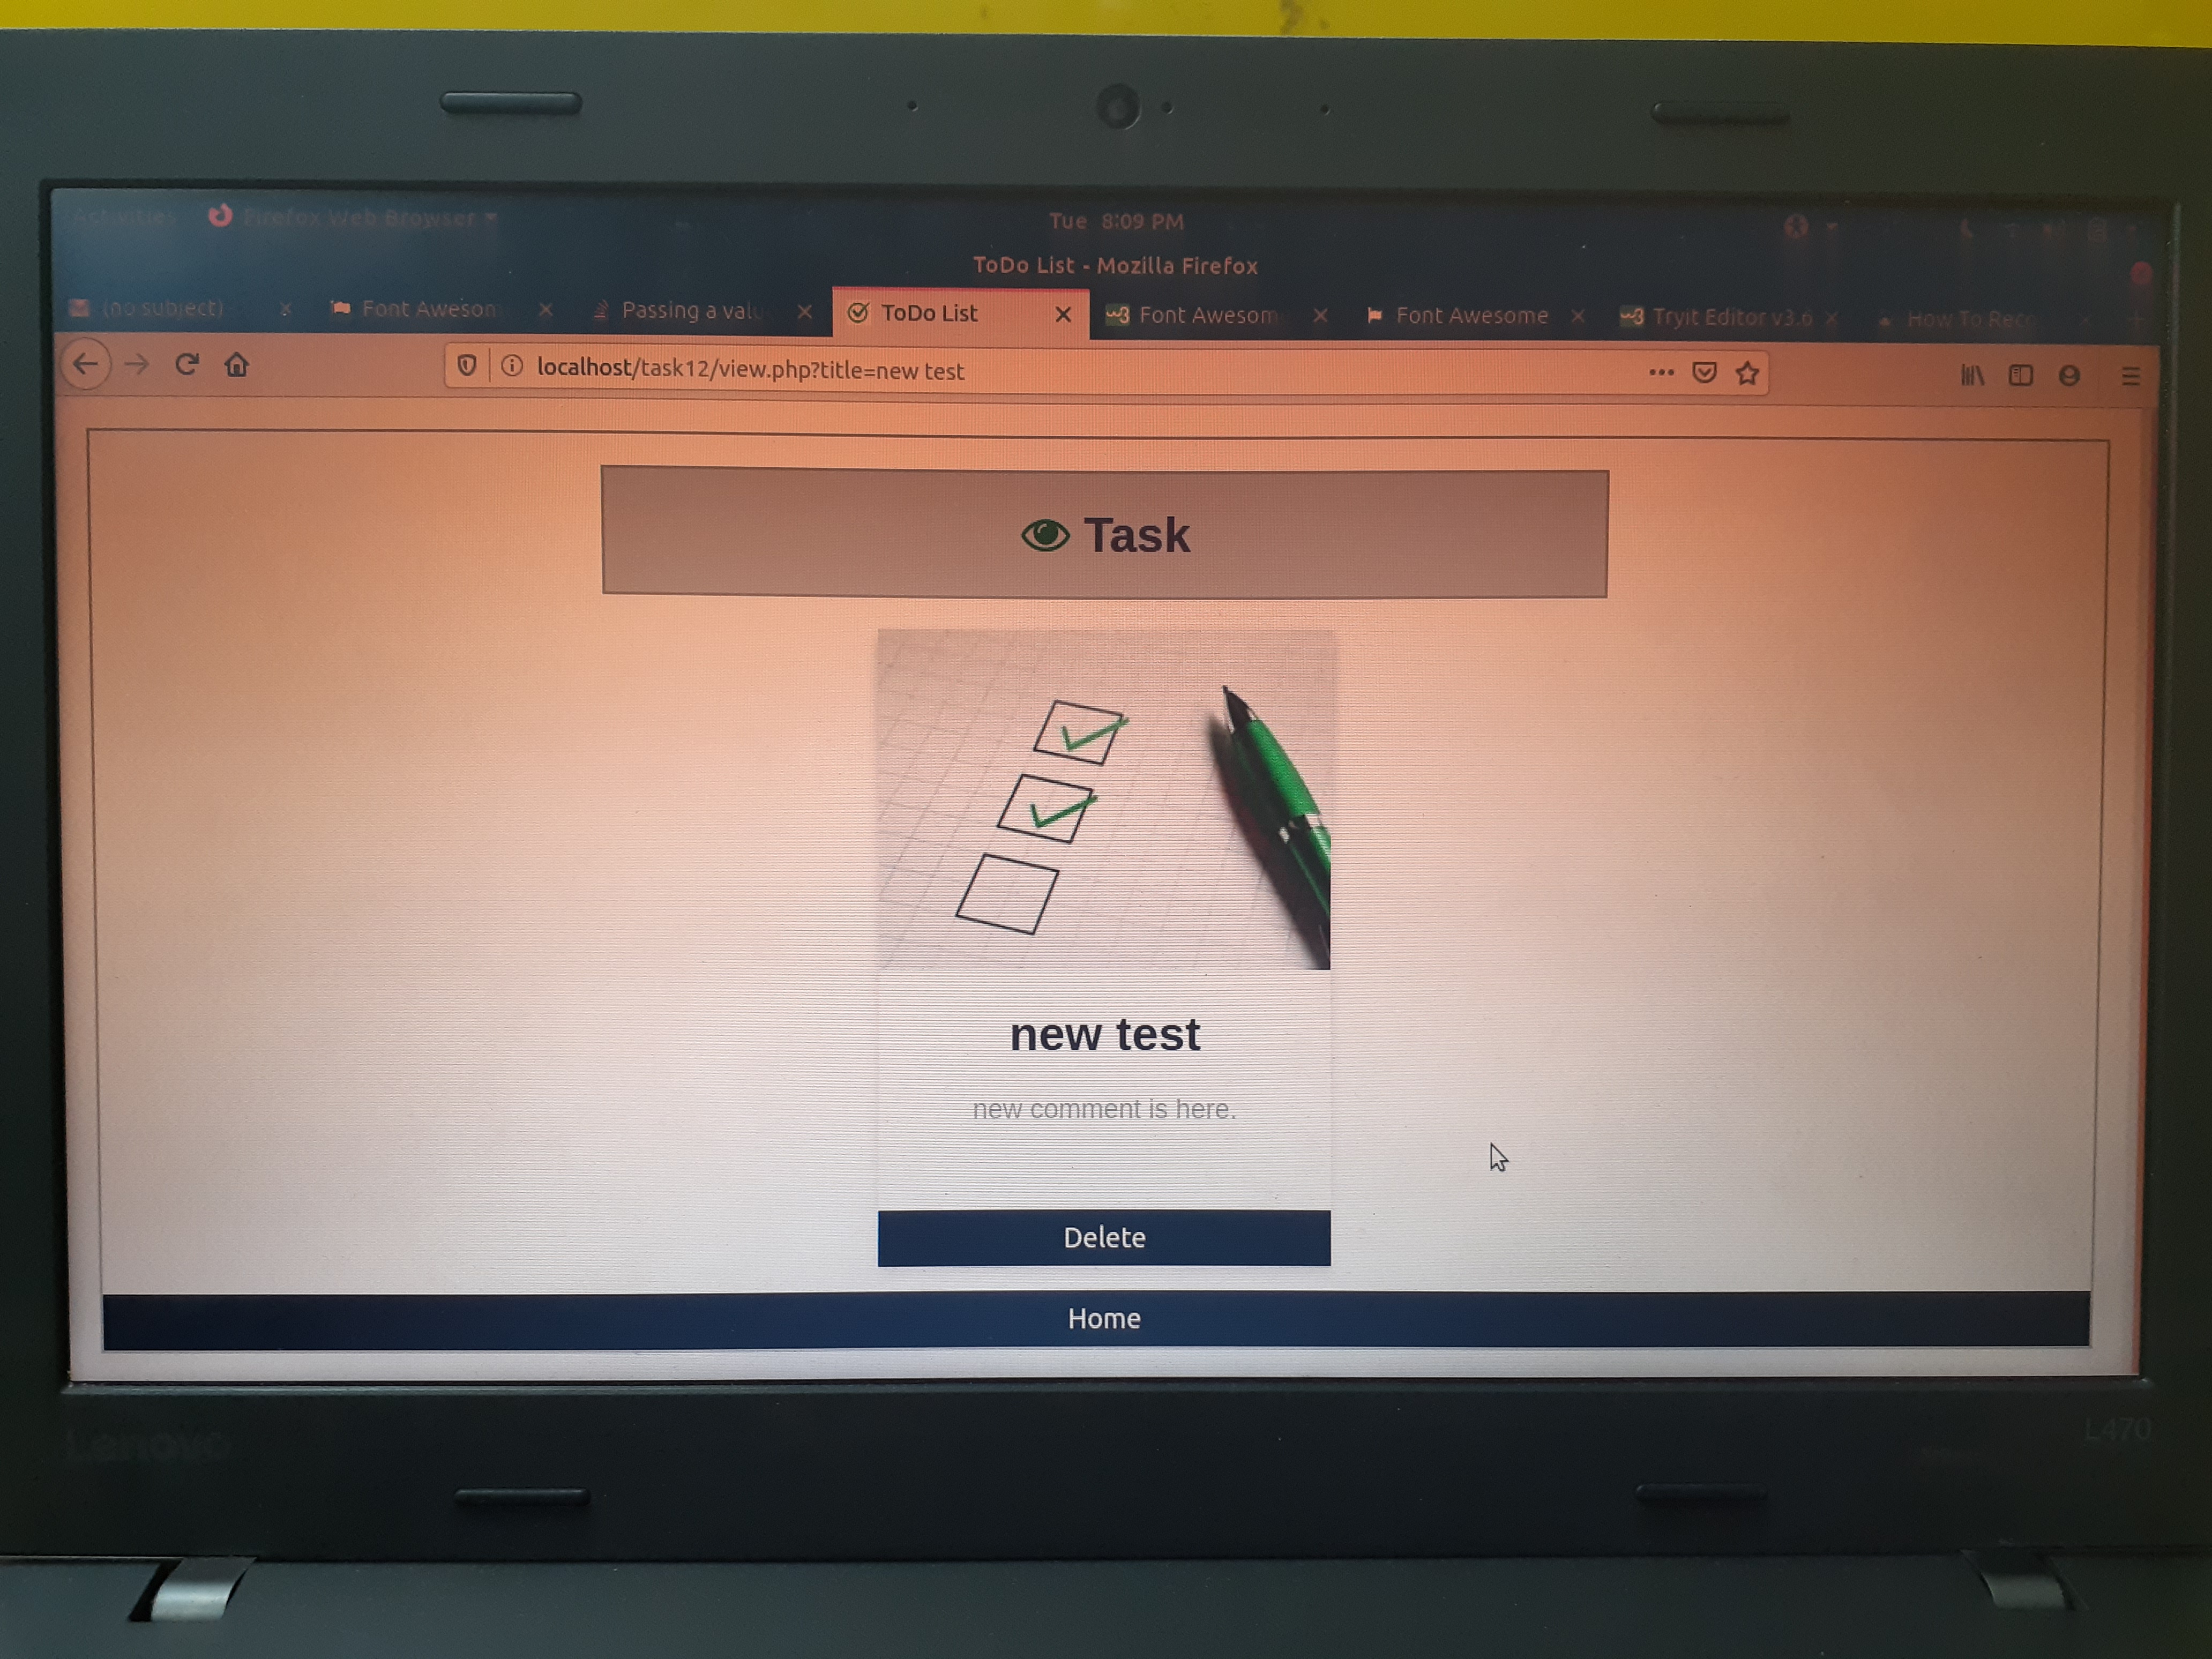 Activities Firefox Web Browser Tue 8:09 PM
ToDo List - Mozilla Firefox
(no subject) Font Awesom Passing a valu ToDo List Font Awesom Font Awesome Tryit Editor v3.6 How To Reco
localhost/task12/view.php?title=new test
Task
new test
new comment is here.
Delete
Home
Lenovo L470